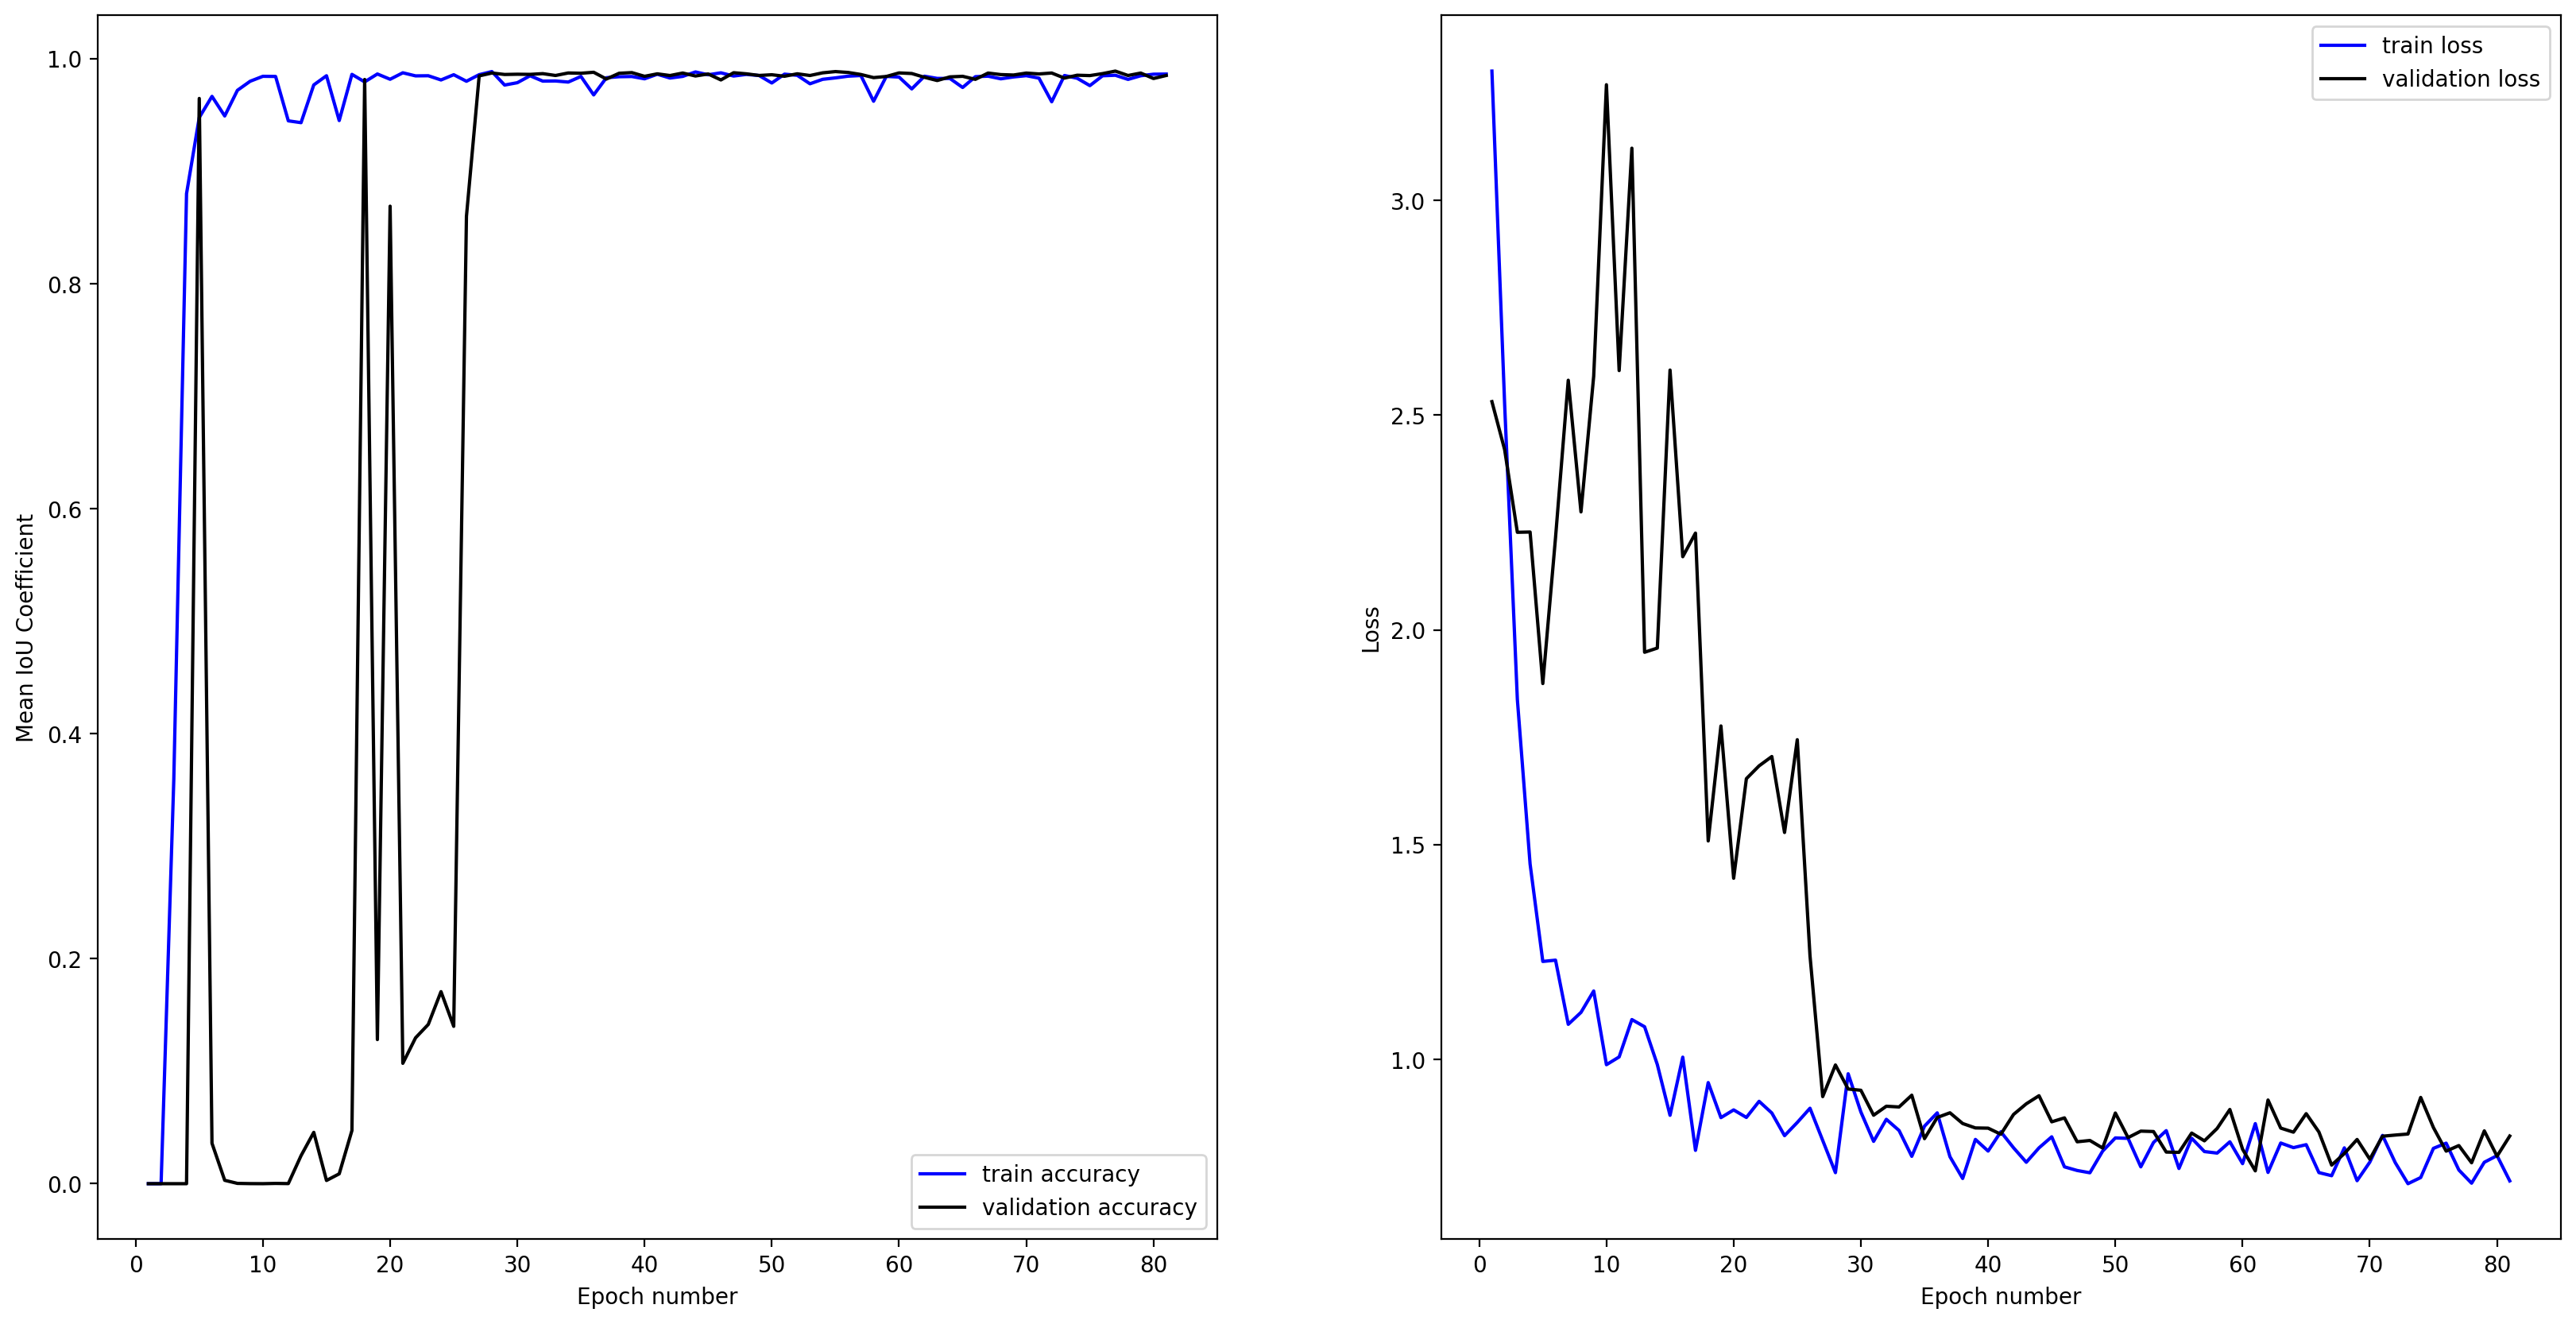 1.0
0.8
0.6
0.4
0.2
0.0
Mean IoU Coefficient
0 10 20 30 40 50 60 70 80
Epoch number
train accuracy
validation accuracy
3.0
2.5
2.0
1.5
1.0
Loss
0 10 20 30 40 50 60 70 80
Epoch number
train loss
validation loss